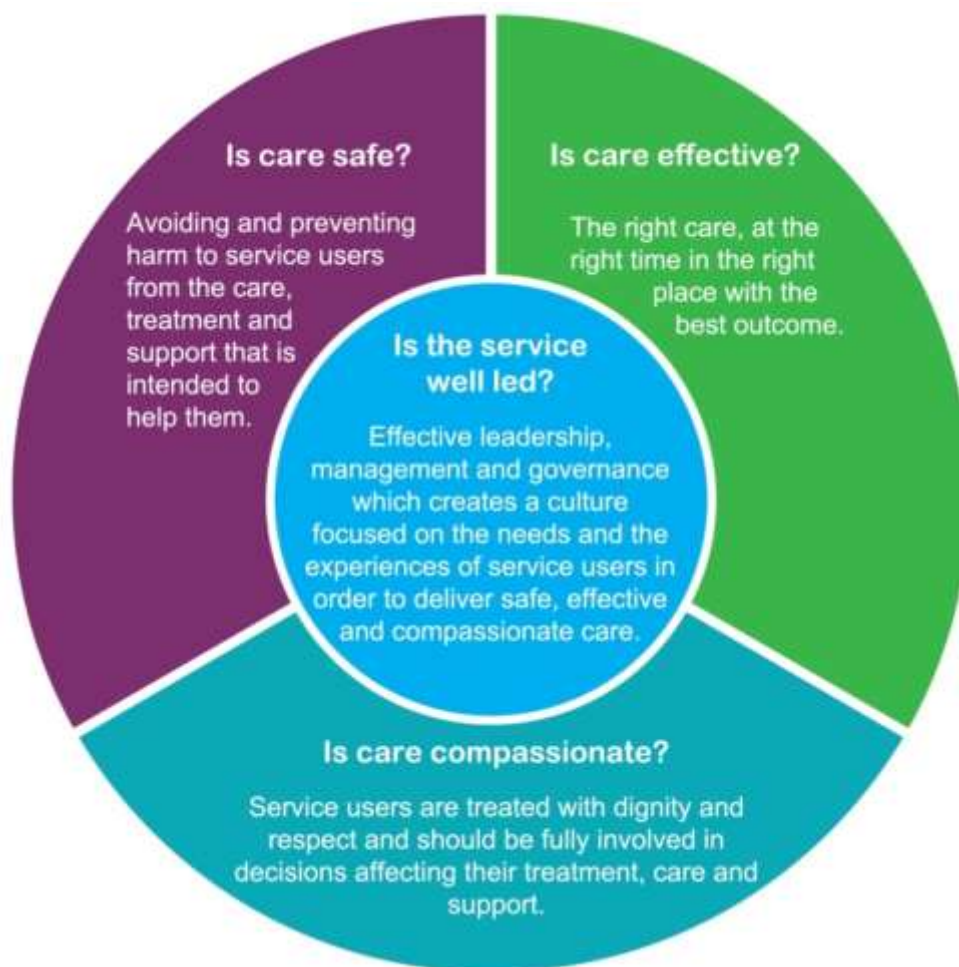 Is care safe?
Avoiding and preventing
harm to service users
from the care,
treatment and
support that is
intended to
help them.
Is care effective?
The right care, at the
right time in the right
place with the
best outcome.
Is the service
well led?
Effective leadership,
management and governance
which creates a culture
focused on the needs and the
experiences of service users in
order to deliver safe, effective
and compassionate care.
Is care compassionate?
Service users are treated with dignity and
respect and should be fully involved in
decisions affecting their treatment, care and
support.